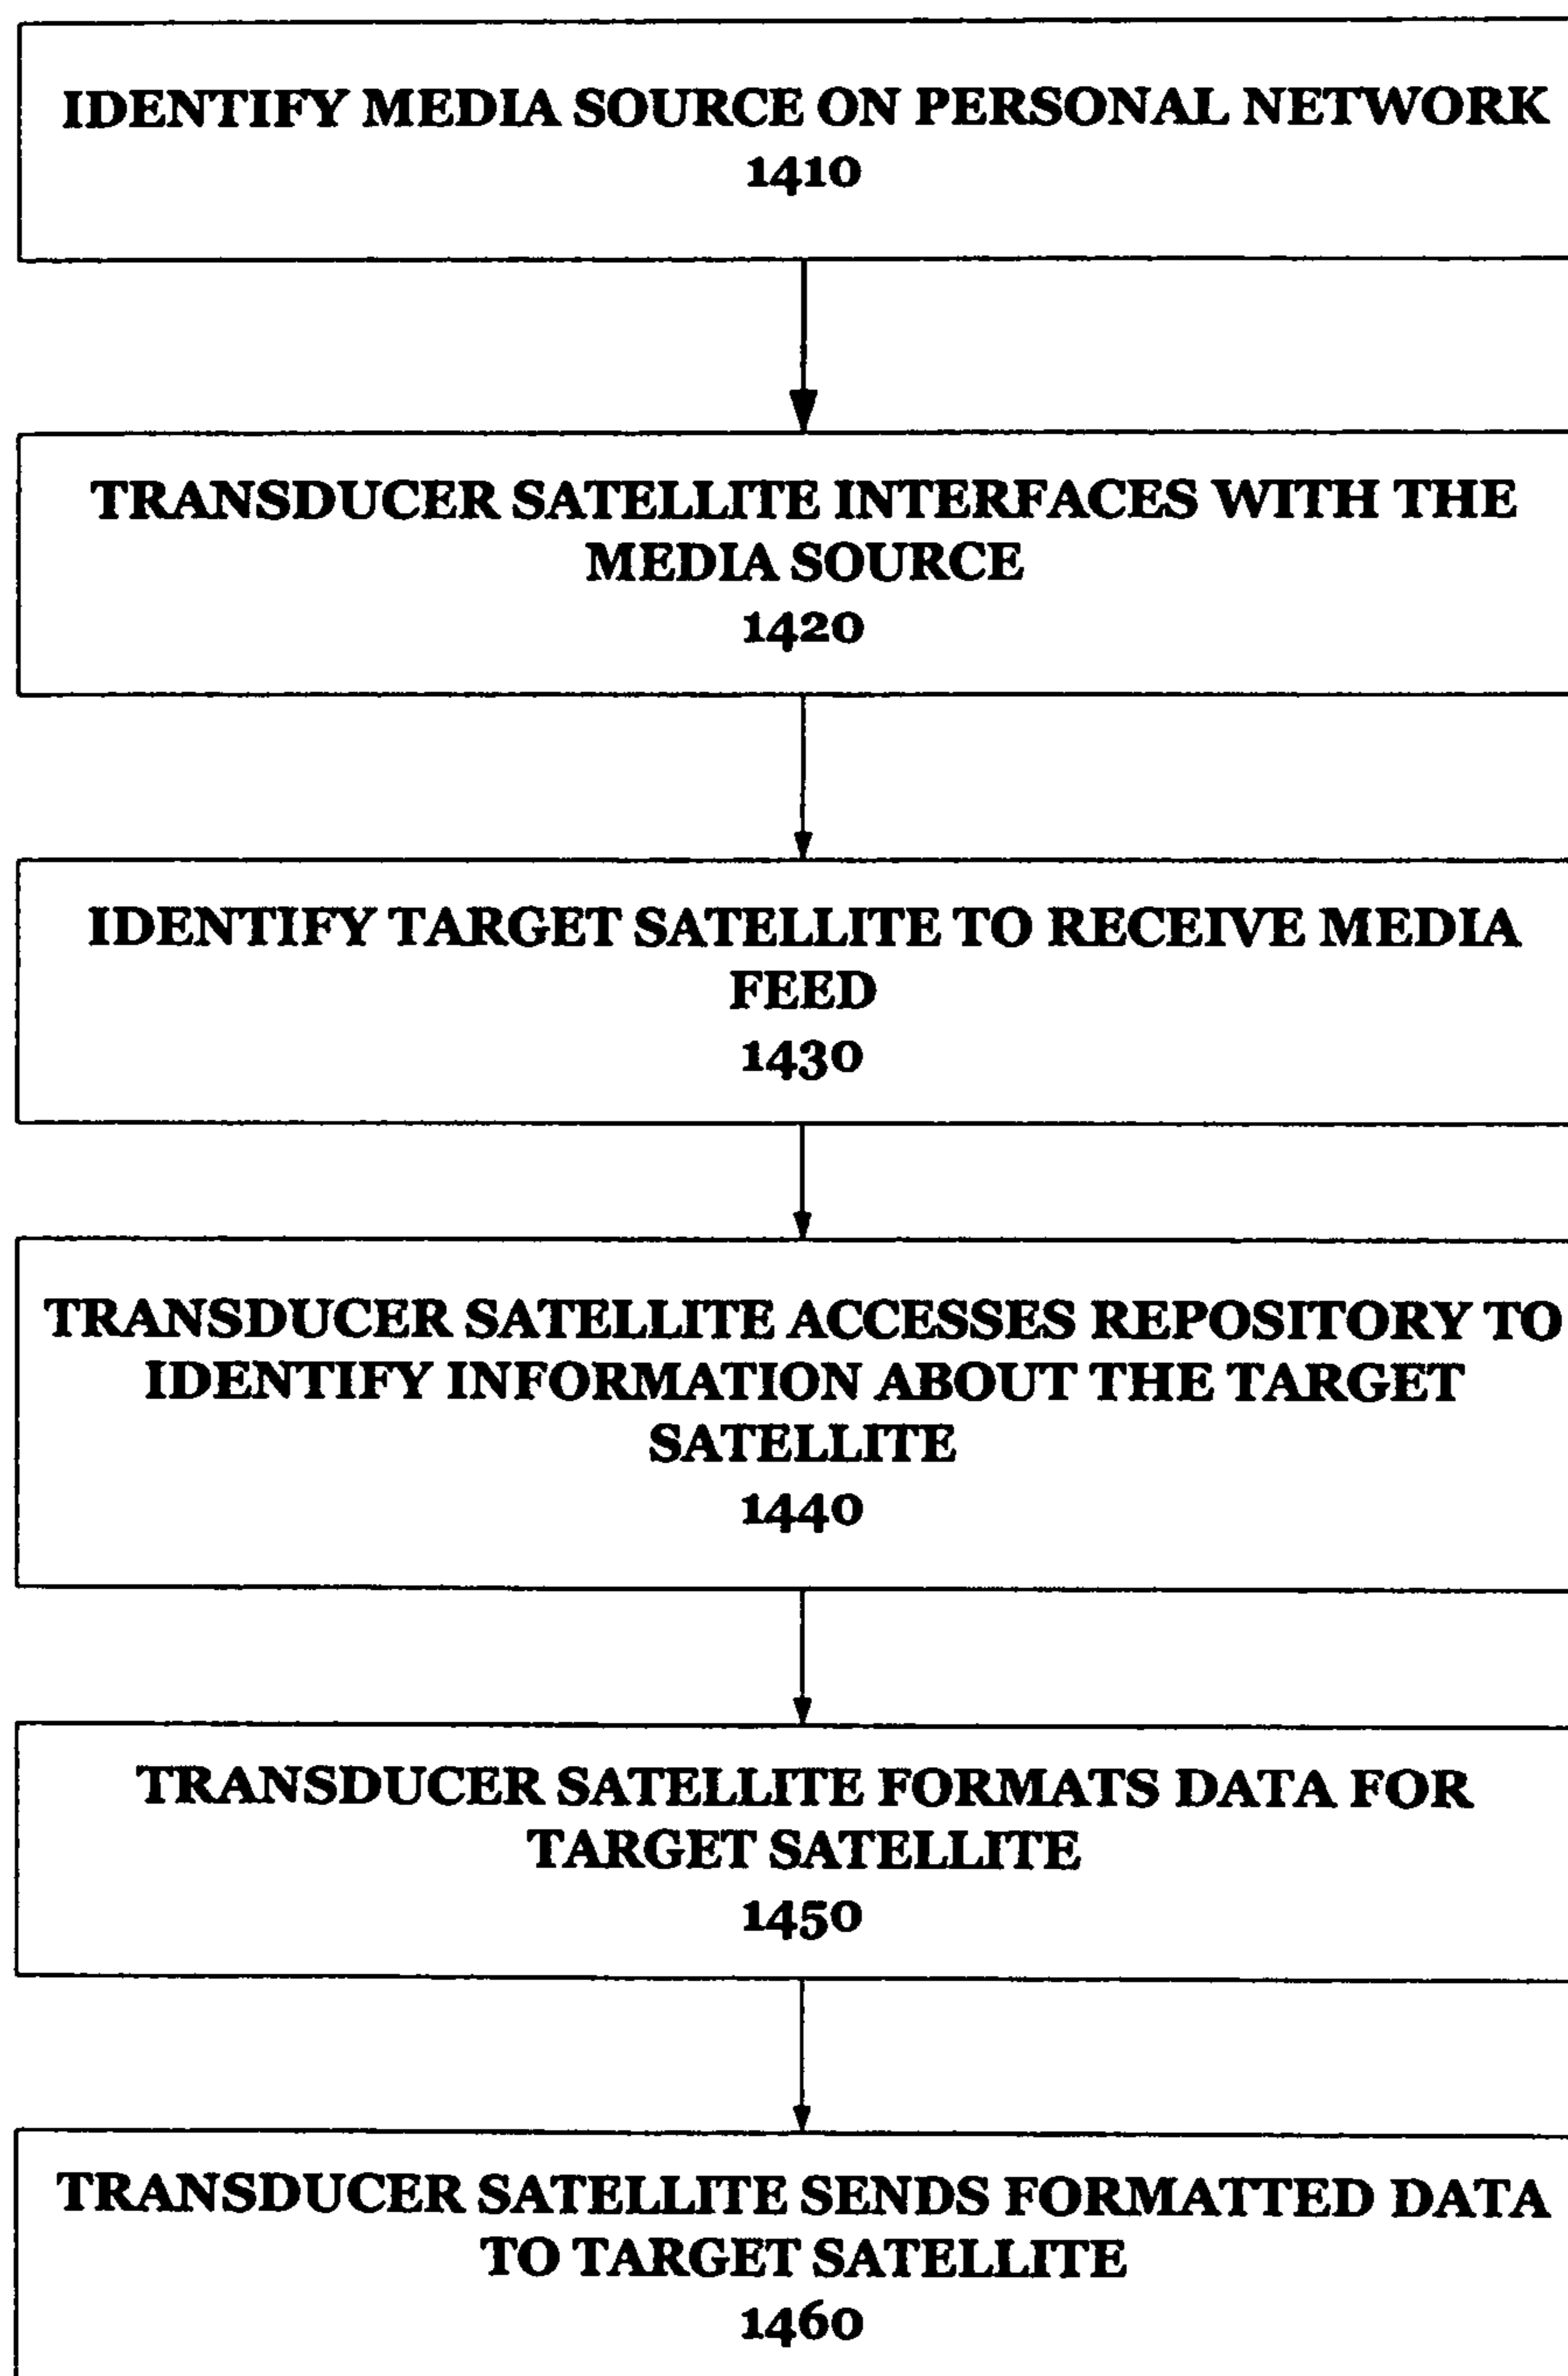 IDENTIFY MEDIA SOURCE ON PERSONAL NETWORK
1410
TRANSDUCER SATELLITE INTERFACES WITH THE
MEDIA SOURCE
1420
IDENTIFY TARGET SATELLITE TO RECEIVE MEDIA
FEED
1430
TRANSDUCER SATELLITE ACCESSES REPOSITORY TO
IDENTIFY INFORMATION ABOUT THE TARGET
SATELLITE
1440
TRANSDUCER SATELLITE FORMATS DATA FOR
TARGET SATELLITE
1450
TRANSDUCER SATELLITE SENDS FORMATTED DATA
TO TARGET SATELLITE
1460